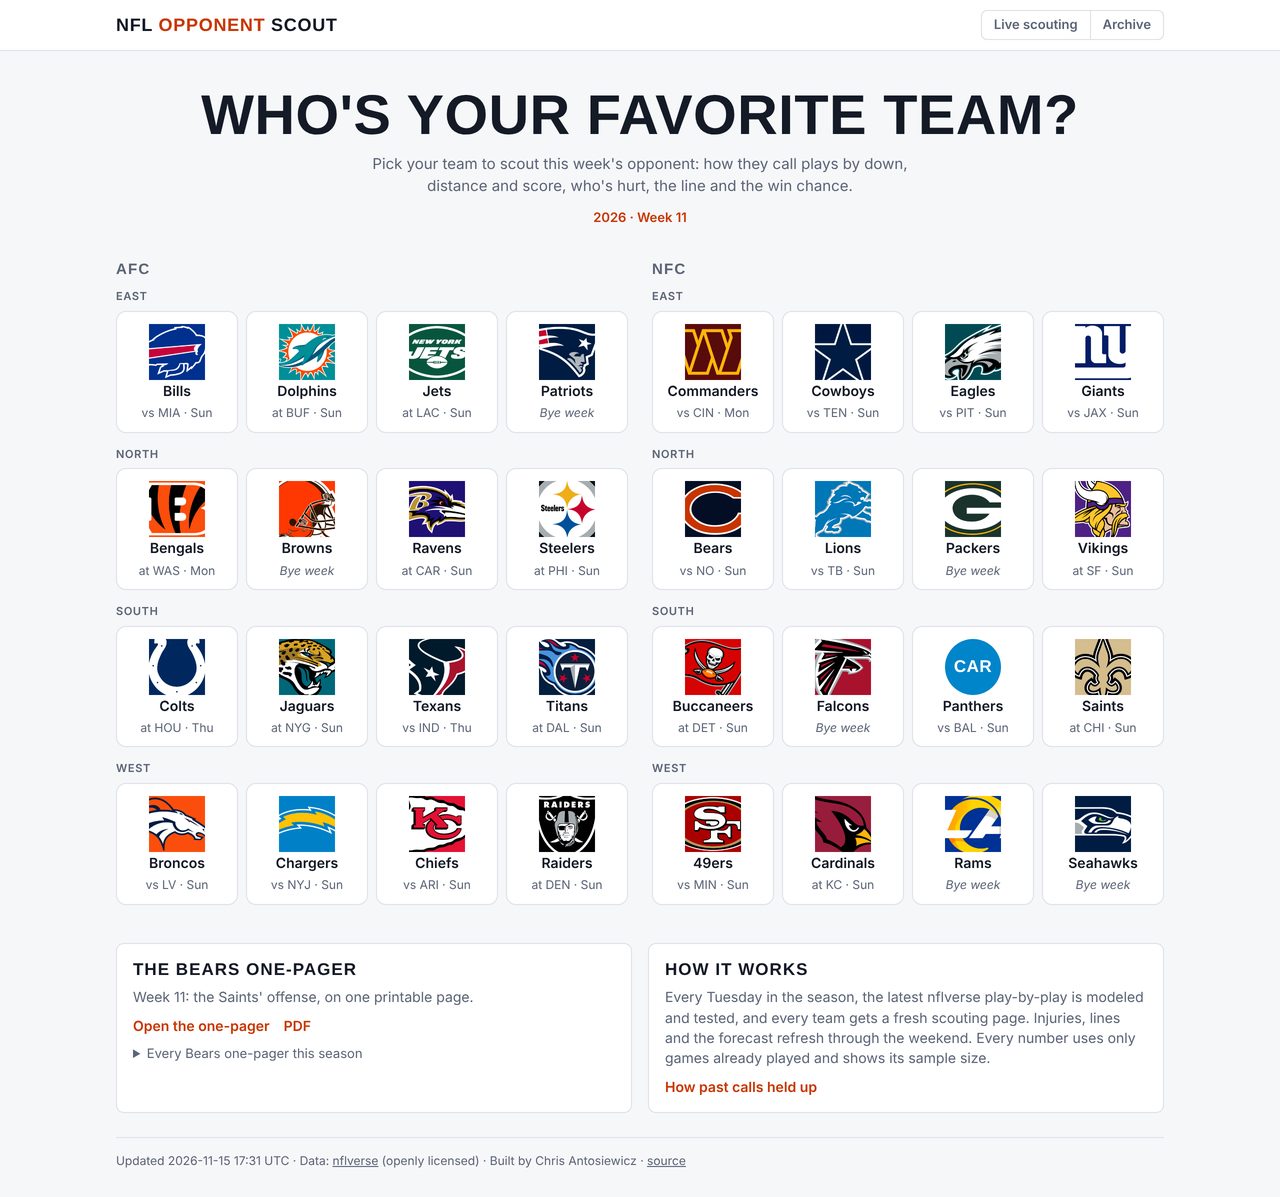 NFL OPPONENT SCOUT
Live scouting Archive
WHO'S YOUR FAVORITE TEAM?
Pick your team to scout this week's opponent: how they call plays by down,
distance and score, who's hurt, the line and the win chance.
2026 · Week 11
AFC
EAST
NEW YORK
JETS
Bills Dolphins Jets Patriots
vs MIA · Sun at BUF · Sun at LAC · Sun Bye week
NORTH
B
B
Steelers
Bengals Browns Ravens Steelers
at WAS · Mon Bye week at CAR · Sun at PHI · Sun
SOUTH
T
Colts Jaguars Texans Titans
at HOU · Thu at NYG · Sun vs IND · Thu at DAL · Sun
WEST
KC
RAIDERS
Broncos Chargers Chiefs Raiders
vs LV · Sun vs NYJ · Sun vs ARI · Sun at DEN · Sun
NFC
EAST
W
ny
Commanders Cowboys Eagles Giants
vs CIN · Mon vs TEN · Sun vs PIT · Sun vs JAX · Sun
NORTH
C
G
Bears Lions Packers Vikings
vs NO · Sun vs TB · Sun Bye week at SF · Sun
SOUTH
CAR
Buccaneers Falcons Panthers Saints
at DET · Sun Bye week vs BAL · Sun at CHI · Sun
WEST
SF
LA
49ers Cardinals Rams Seahawks
vs MIN · Sun at KC · Sun Bye week Bye week
THE BEARS ONE-PAGER
Week 11: the Saints' offense, on one printable page.
Open the one-pager PDF
▶ Every Bears one-pager this season
HOW IT WORKS
Every Tuesday in the season, the latest nflverse play-by-play is modeled
and tested, and every team gets a fresh scouting page. Injuries, lines
and the forecast refresh through the weekend. Every number uses only
games already played and shows its sample size.
How past calls held up
Updated 2026-11-15 17:31 UTC · Data: nflverse (openly licensed) · Built by Chris Antosiewicz · source